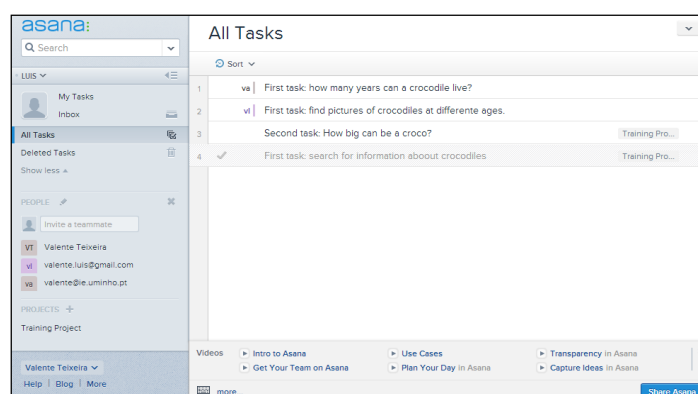 asana:
Search
LUIS
My Tasks
Inbox
All Tasks
Deleted Tasks
Show less
PEOPLE
Invite a teammate
VT Valente Teixeira
vl valente.luis@gmail.com
va valente@ie.uminho.pt
PROJECTS +
Training Project
Valente Teixeira
Help | Blog | More
All Tasks
Sort
1 va First task: how many years can a crocodile live?
2 vl First task: find pictures of crocodiles at differente ages.
3 Second task: How big can be a croco? Training Pro...
4 First task: search for information aboout crocodiles Training Pro...
Videos Intro to Asana Use Cases Transparency in Asana
Get Your Team on Asana Plan Your Day in Asana Capture Ideas in Asana
more... Share Asana